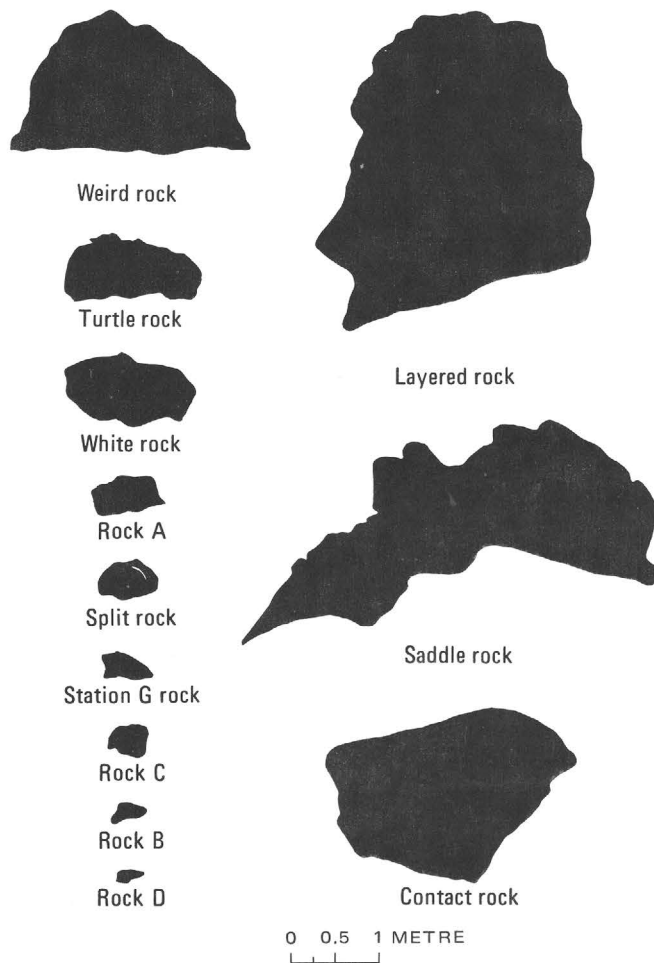 Weird rock
Turtle rock
White rock
Rock A
Split rock
Station G rock
Rock C
Rock B
Rock D
Layered rock
Saddle rock
Contact rock
0 0.5 1 METRE